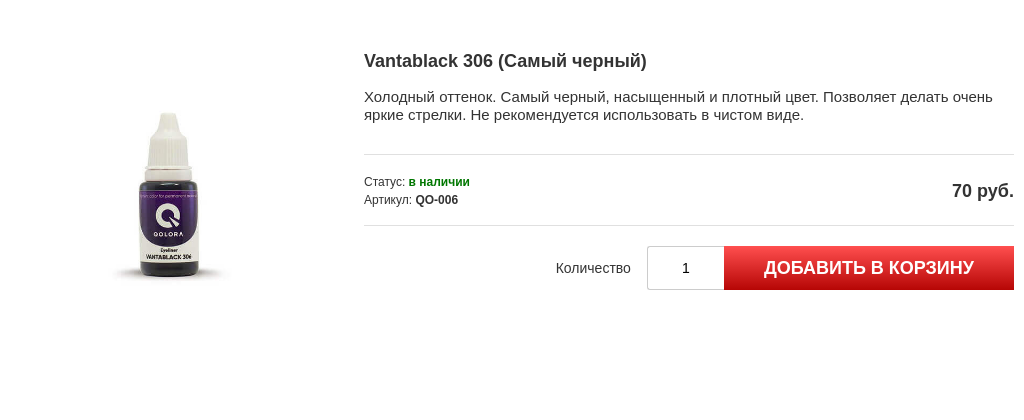 Vantablack 306 (Самый черный)
Холодный оттенок. Самый черный, насыщенный и плотный цвет. Позволяет делать очень
яркие стрелки. Не рекомендуется использовать в чистом виде.
Статус: в наличии
Артикул: QO-006
70 руб.
Количество 1 ДОБАВИТЬ В КОРЗИНУ
QOLORA
Eyeliner
VANTABLACK 306